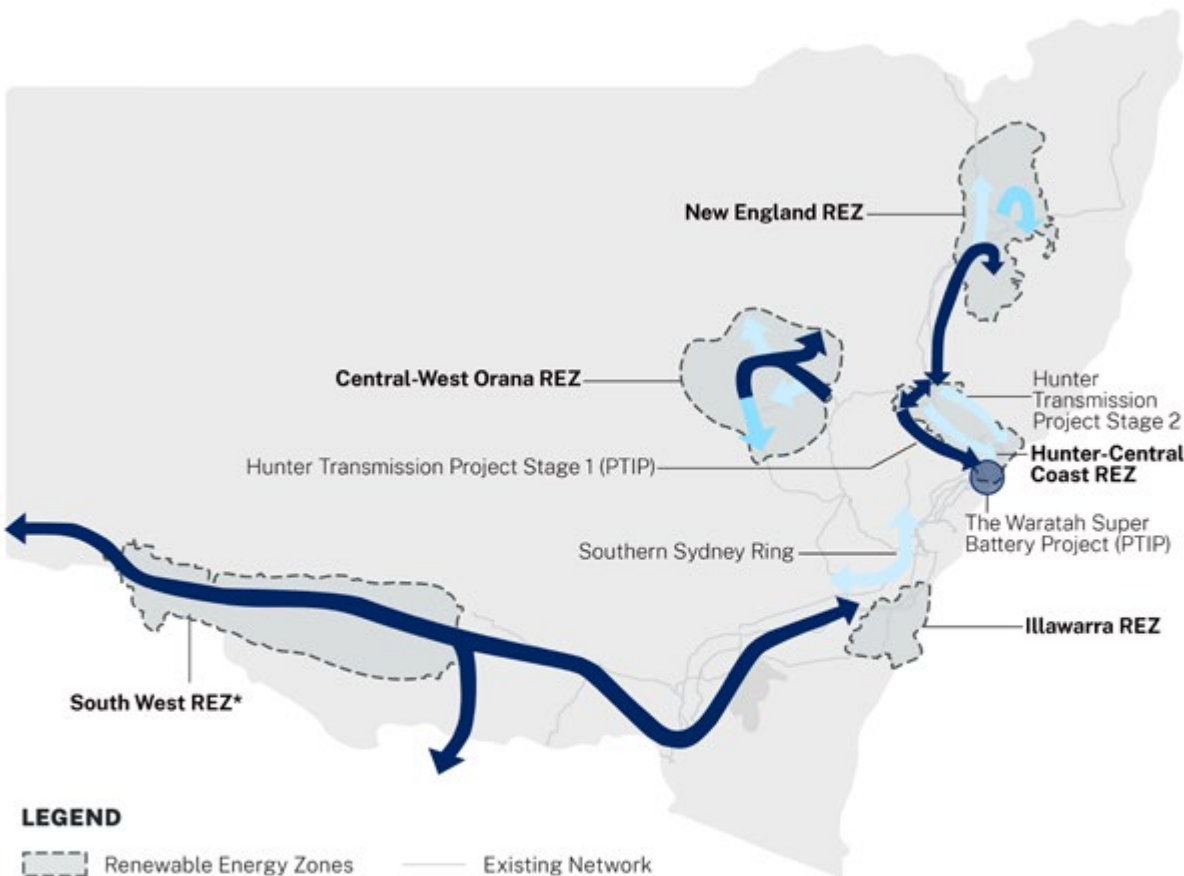 New England REZ
Central-West Orana REZ
Hunter
Transmission
Project Stage 2
Hunter Transmission Project Stage 1 (PTIP)
Hunter-Central
Coast REZ
The Waratah Super
Battery Project (PTIP)
Southern Sydney Ring
Illawarra REZ
South West REZ*
LEGEND
Renewable Energy Zones
Existing Network